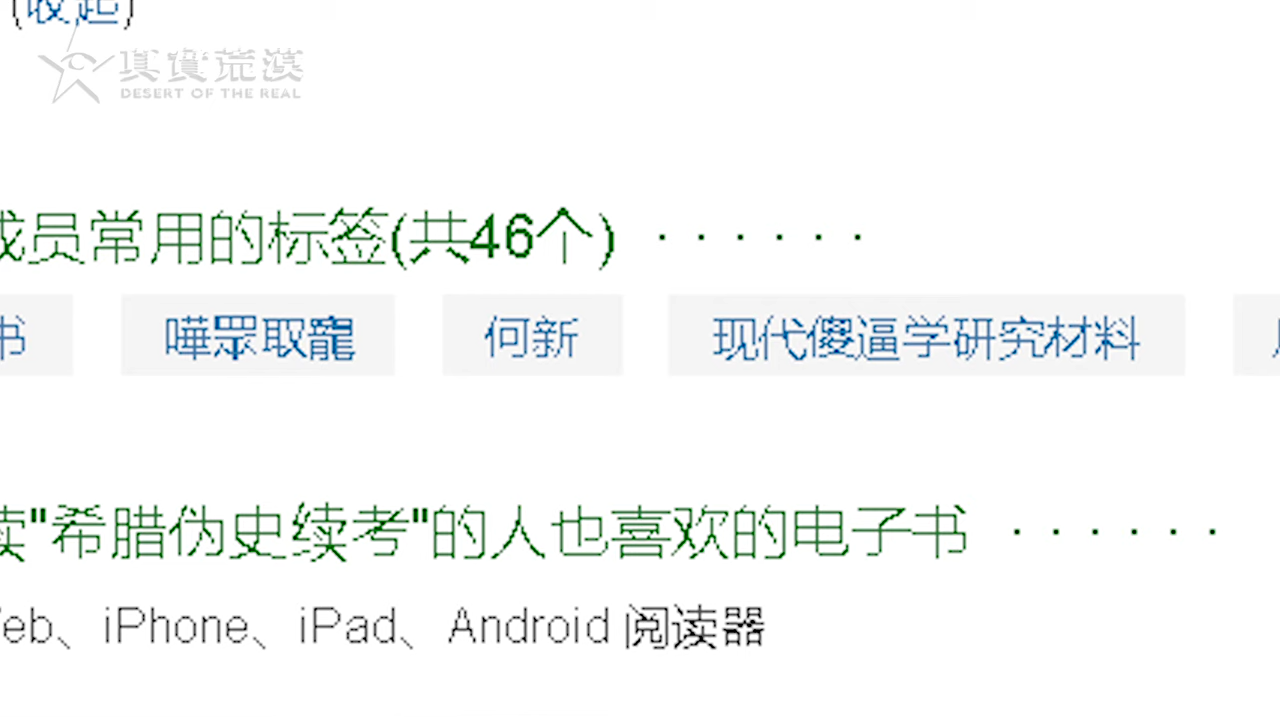 (收起)
真實荒漠
DESERT OF THE REAL
成员常用的标签(共46个) · · · · · ·
书 嘩眾取寵 何新 现代傻逼学研究材料
读"希腊伪史续考"的人也喜欢的电子书 · · · · · ·
Web、iPhone、iPad、Android 阅读器